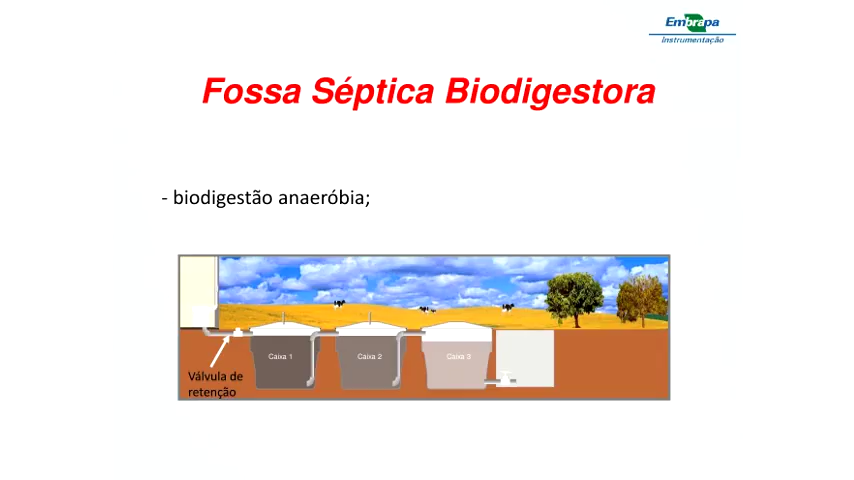 Embrapa
Instrumentação
Fossa Séptica Biodigestora
- biodigestão anaeróbia;
Caixa 1
Caixa 2
Caixa 3
Válvula de
retenção